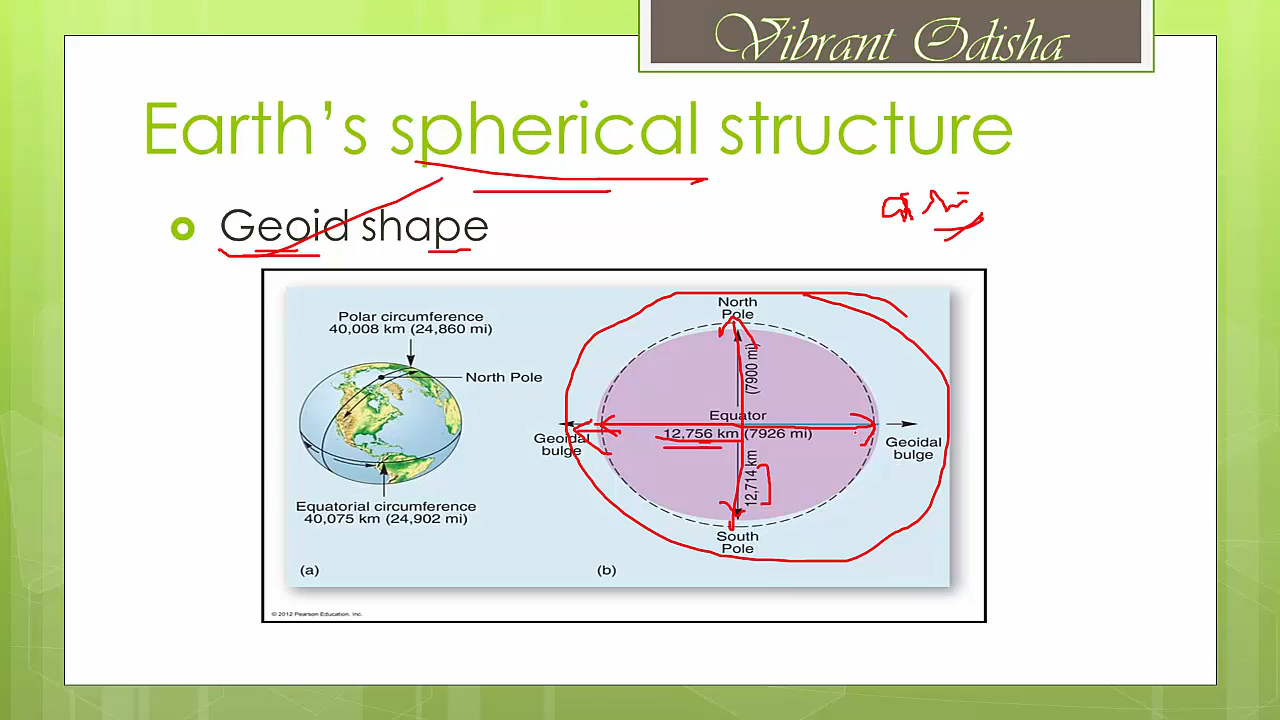 Vibrant Odisha
Earth's spherical structure
Geoid shape
Polar circumference
40,008 km (24,860 mi)
North Pole
Equatorial circumference
40,075 km (24,902 mi)
(a)
North
Pole
(7900 mi)
Equator
12,756 km (7926 mi)
12,714 km
Geoidal
bulge
Geoidal
bulge
South
Pole
(b)
© 2012 Pearson Education, Inc.